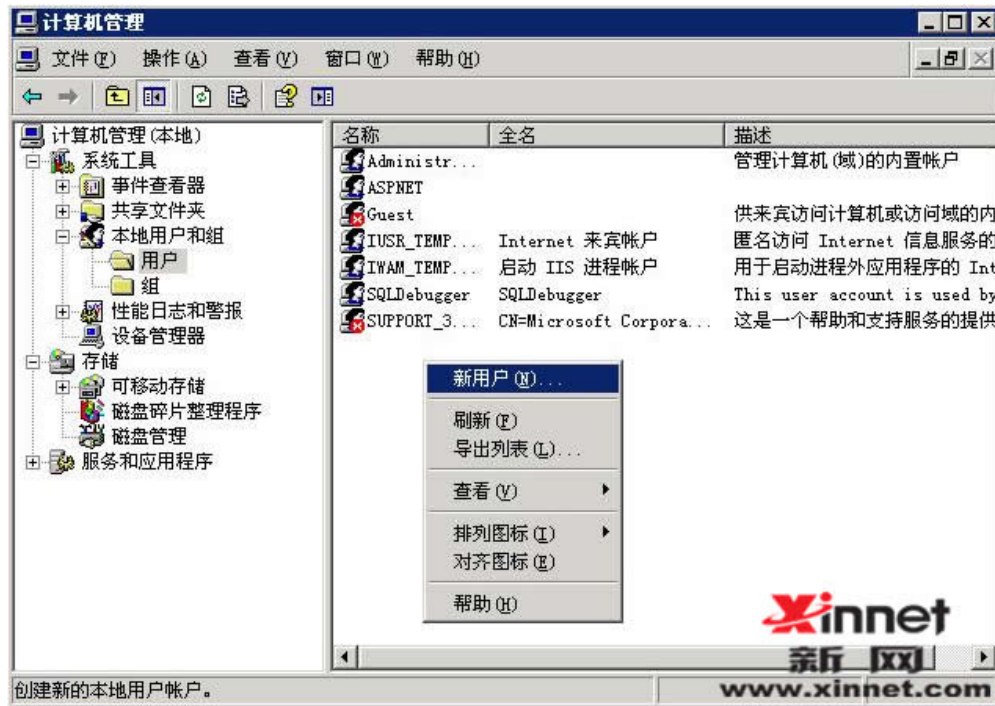 计算机管理
文件(F) 操作(A) 查看(V) 窗口(W) 帮助(H)
计算机管理(本地)
系统工具
事件查看器
共享文件夹
本地用户和组
用户
组
性能日志和警报
设备管理器
存储
可移动存储
磁盘碎片整理程序
磁盘管理
服务和应用程序
名称 全名 描述
Administr... 管理计算机(域)的内置帐户
ASPNET
Guest 供来宾访问计算机或访问域的内
IUSR_TEMP... Internet 来宾帐户 匿名访问 Internet 信息服务的
IWAM_TEMP... 启动 IIS 进程帐户 用于启动进程外应用程序的 Int
SQLDebugger SQLDebugger This user account is used by
SUPPORT_3... CN=Microsoft Corpora... 这是一个帮助和支持服务的提供
新用户(N)...
刷新(F)
导出列表(L)...
查看(V)
排列图标(I)
对齐图标(E)
帮助(H)
创建新的本地用户帐户。
Xinnet
新网
www.xinnet.com